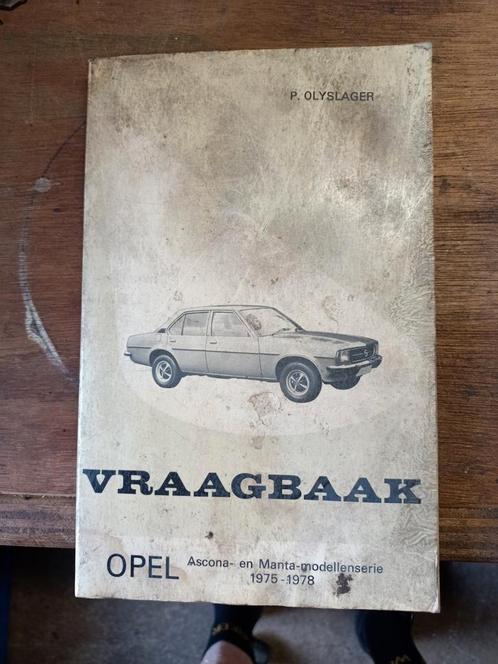 P. OLYSLAGER
VRAAGBAAK
OPEL Ascona- en Manta-modellenserie
1975-1978